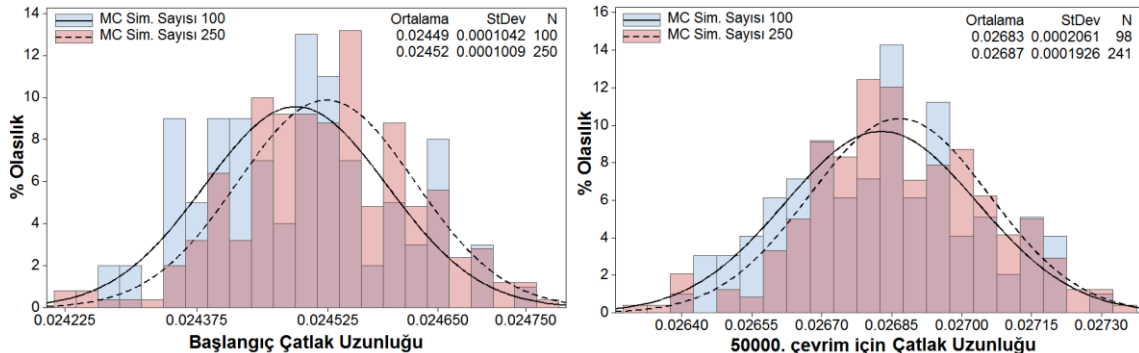 MC Sim. Sayısı 100
MC Sim. Sayısı 250
Ortalama StDev N
0.02449 0.0001042 100
0.02452 0.0001009 250
% Olasılık
14
12
10
8
6
4
2
0
0.024225 0.024375 0.024525 0.024650 0.024750
Başlangıç Çatlak Uzunluğu
MC Sim. Sayısı 100
MC Sim. Sayısı 250
Ortalama StDev N
0.02683 0.0002061 98
0.02687 0.0001926 241
% Olasılık
16
14
12
10
8
6
4
2
0
0.02640 0.02655 0.02670 0.02685 0.02700 0.02715 0.02730
50000. çevrim için Çatlak Uzunluğu